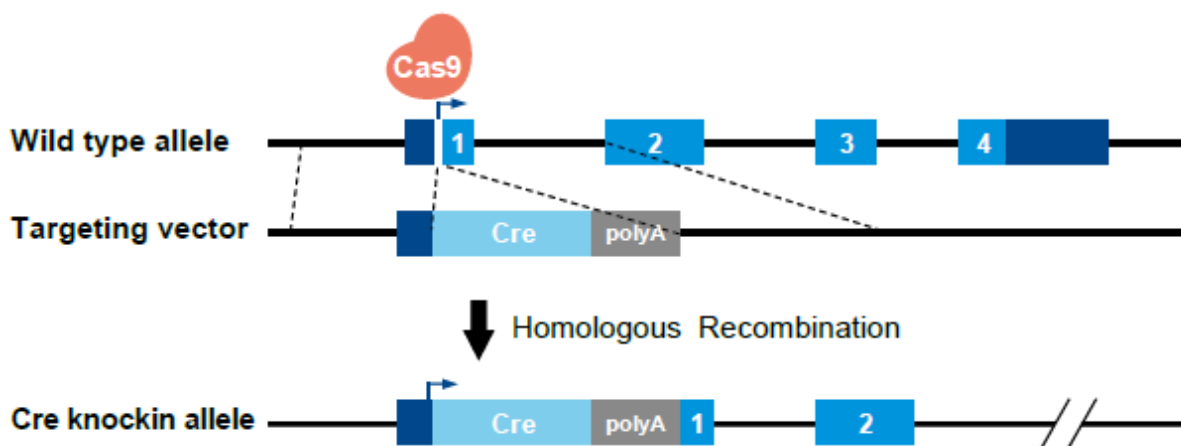 Cas9
Wild type allele 1 2 3 4
Targeting vector Cre polyA
Homologous Recombination
Cre knockin allele Cre polyA 1 2